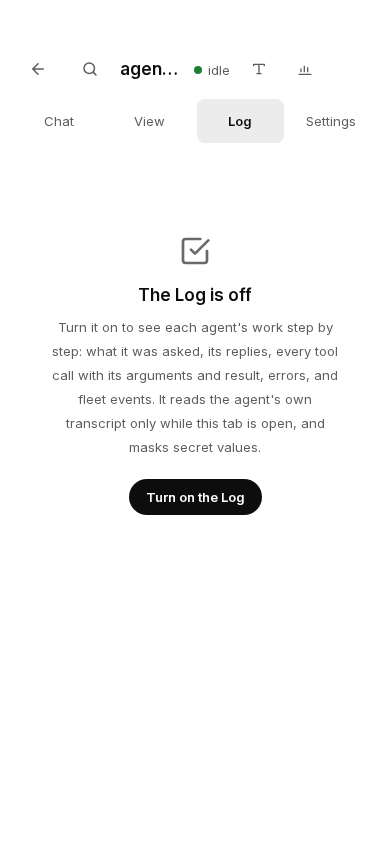 agen… idle
Chat View Log Settings
The Log is off
Turn it on to see each agent's work step by
step: what it was asked, its replies, every tool
call with its arguments and result, errors, and
fleet events. It reads the agent's own
transcript only while this tab is open, and
masks secret values.
Turn on the Log